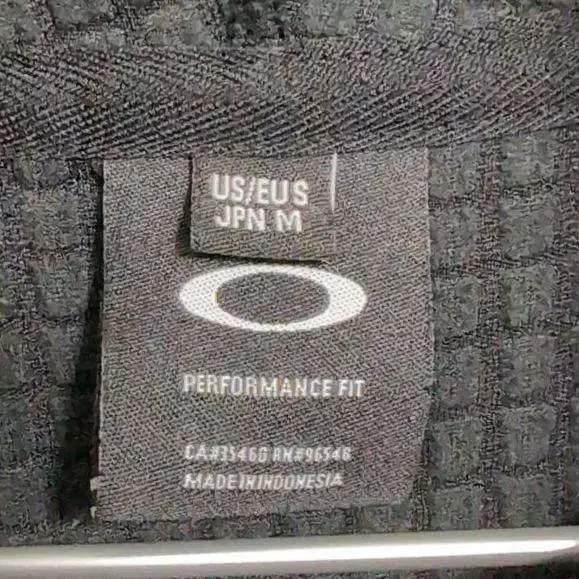 US/EU S
JPN M
PERFORMANCE FIT
CA#35460 RN#96548
MADE IN INDONESIA